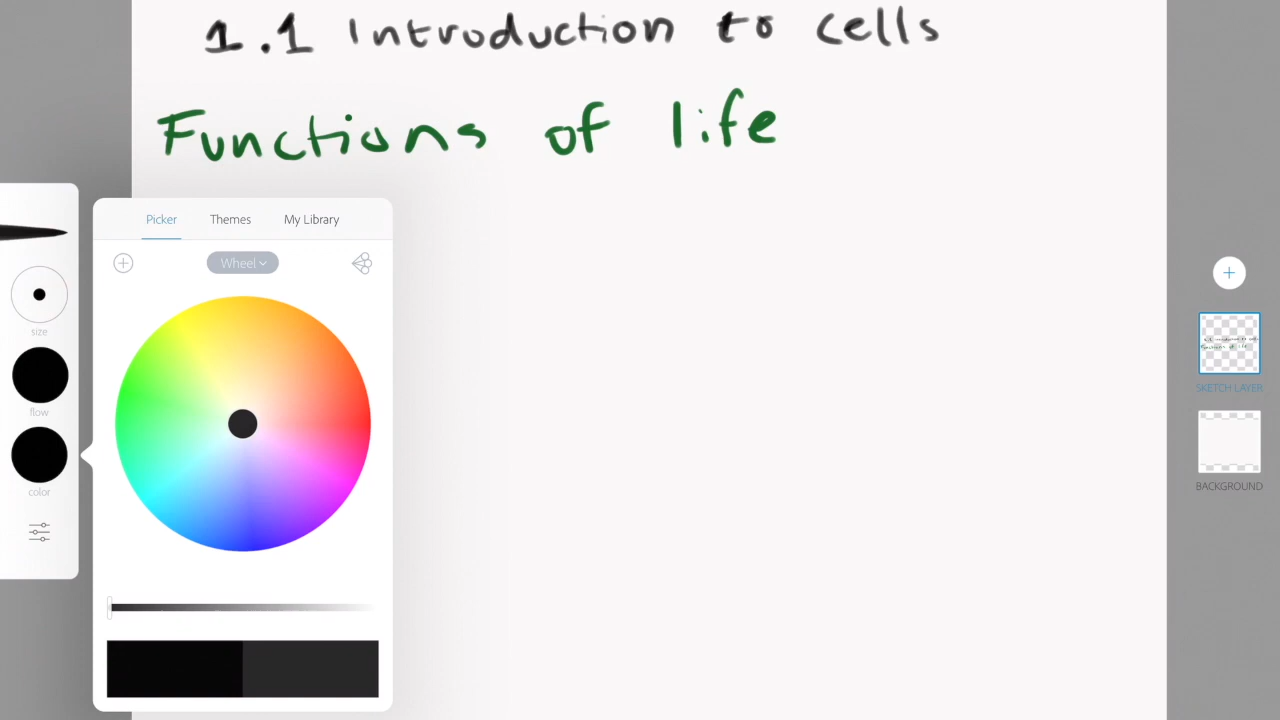 1.1 Introduction to cells
Functions of life
Picker Themes My Library
Wheel
size
flow
color
SKETCH LAYER
BACKGROUND